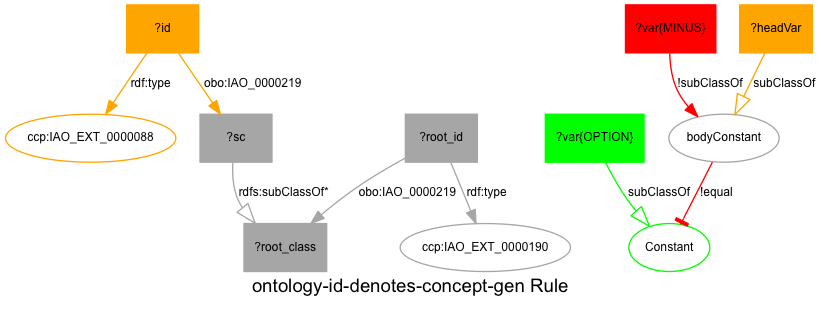 ?id
?var{MINUS}
?headVar
rdf:type
obo:IAO_0000219
!subClassOf
subClassOf
ccp:IAO_EXT_0000088
?sc
?root_id
?var{OPTION}
bodyConstant
rdfs:subClassOf*
obo:IAO_0000219
rdf:type
subClassOf
!equal
?root_class
ccp:IAO_EXT_0000190
Constant
ontology-id-denotes-concept-gen Rule